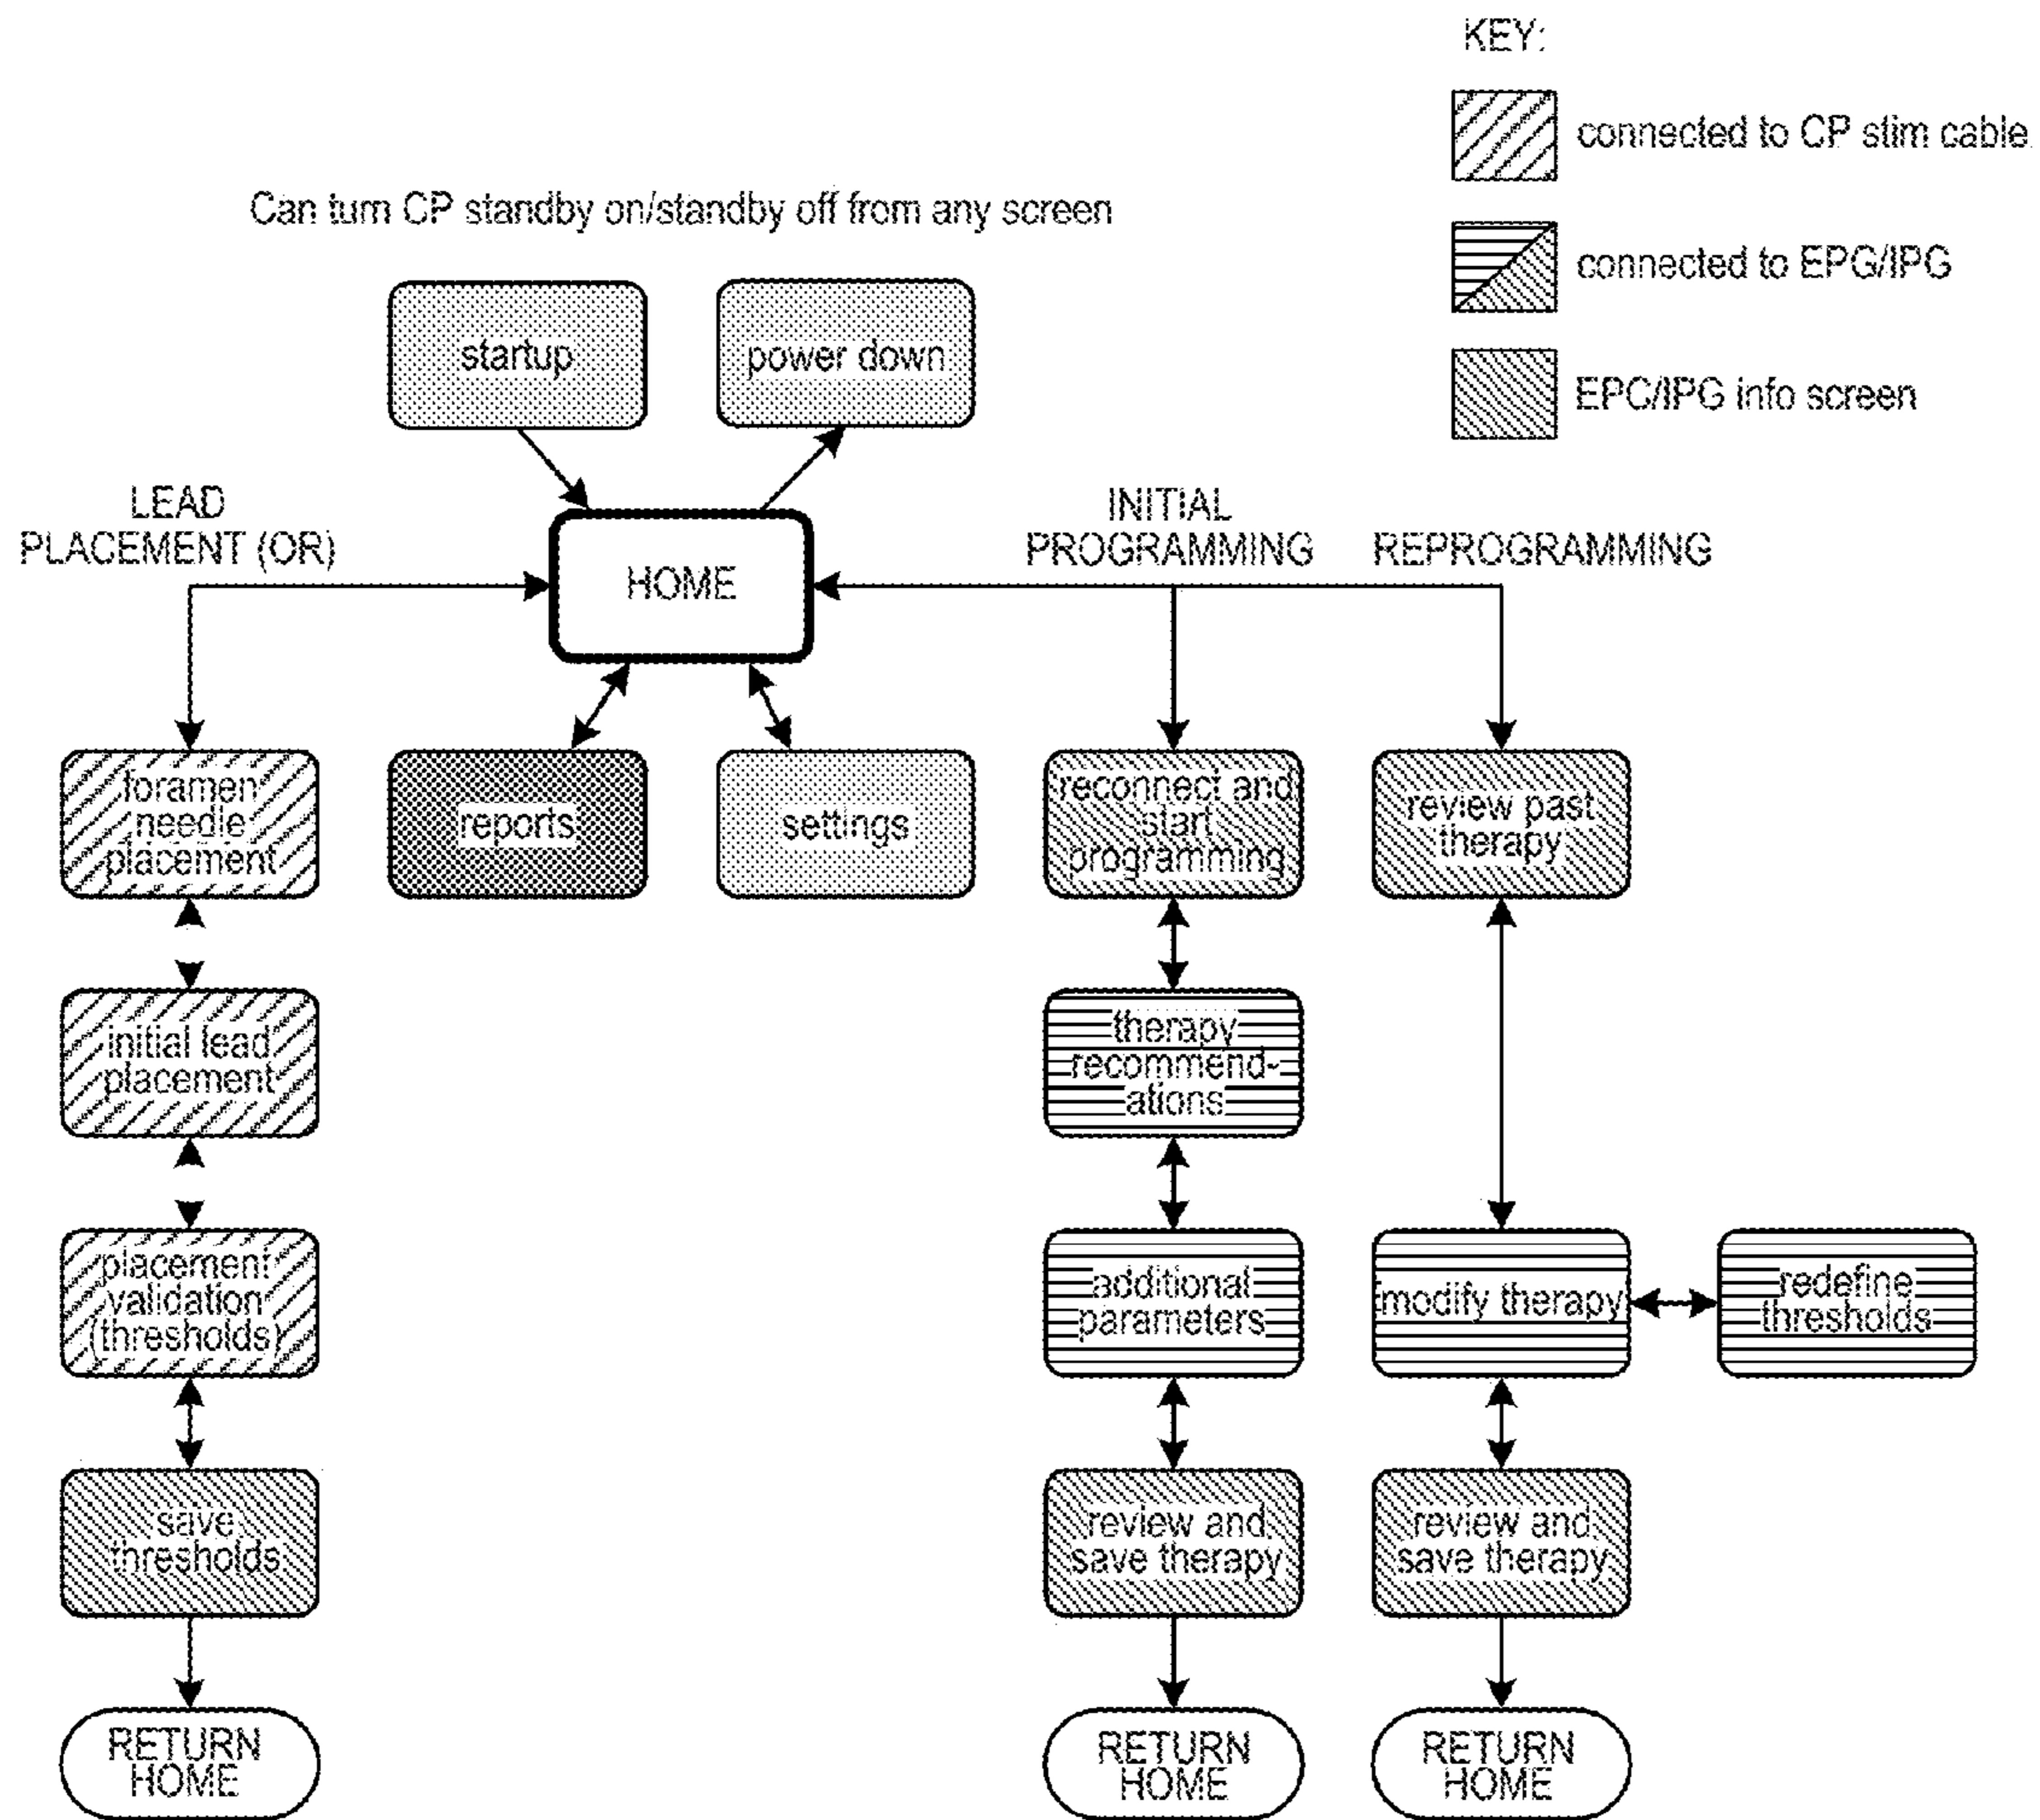 KEY:
connected to CP stim cable
connected to EPG/IPG
EPC/IPG info screen
Can turn CP standby on/standby off from any screen
startup
power down
LEAD
PLACEMENT (OR)
HOME
INITIAL
PROGRAMMING
REPROGRAMMING
foramen
needle
placement
reports
settings
reconnect and
start
programming
review past
therapy
initial lead
placement
therapy
recommend-
ations
placement
validation
(thresholds)
additional
parameters
modify therapy
redefine
thresholds
save
thresholds
review and
save therapy
review and
save therapy
RETURN
HOME
RETURN
HOME
RETURN
HOME